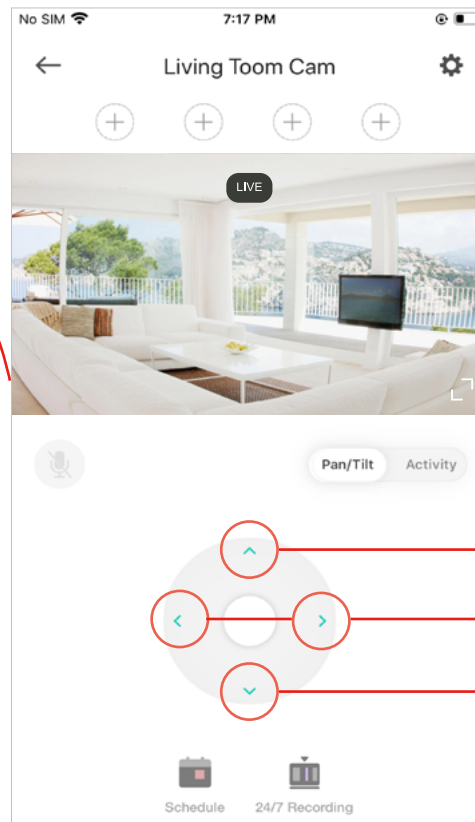 No SIM 7:17 PM
Living Toom Cam
LIVE
Pan/Tilt Activity
Schedule 24/7 Recording